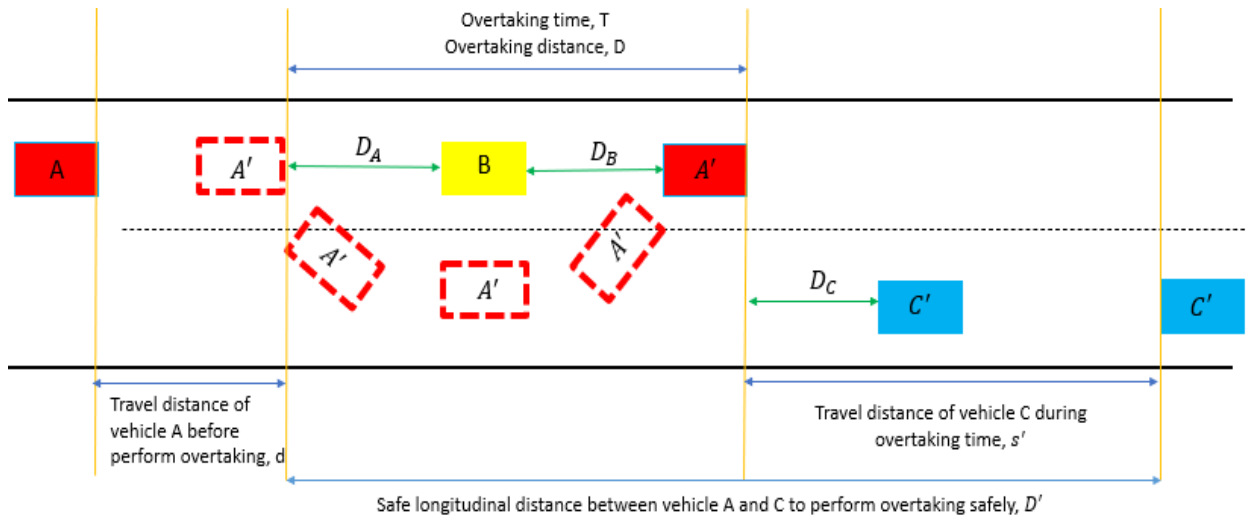 Overtaking time, T
Overtaking distance, D
A
A′
D_A
B
D_B
A′
A′
A′
A′
D_C
C′
C′
Travel distance of
vehicle A before
perform overtaking, d
Travel distance of vehicle C during
overtaking time, s′
Safe longitudinal distance between vehicle A and C to perform overtaking safely, D′